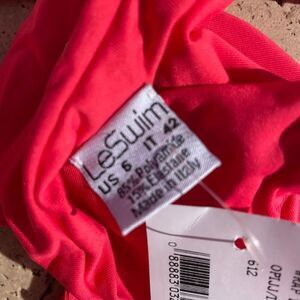 LeSwim
US 6 IT 42
85% Polyamide
15% Elastane
Made in Italy
612